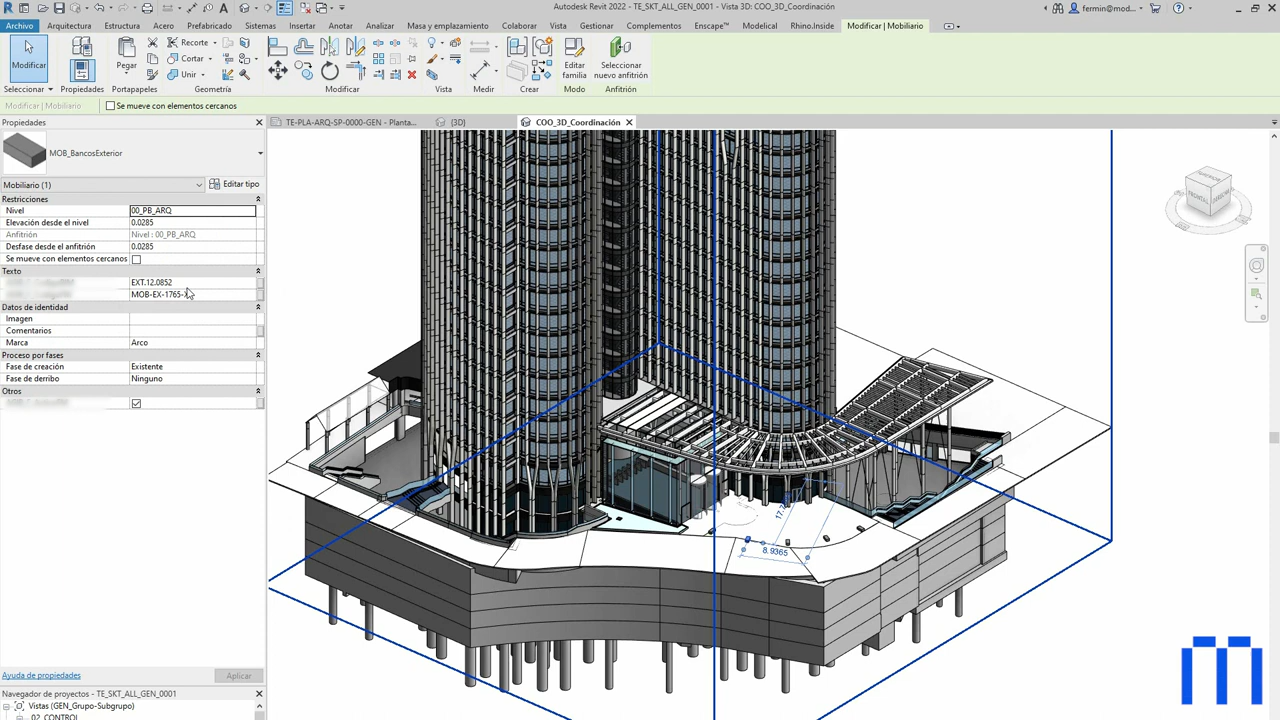 Autodesk Revit 2022 - TE_SKT_ALL_GEN_0001 - Vista 3D: COO_3D_Coordinación
fermin@mod...
Archivo Arquitectura Estructura Acero Prefabricado Sistemas Insertar Anotar Analizar Masa y emplazamiento Colaborar Vista Gestionar Complementos Enscape™ Modelical Rhino.Inside Modificar | Mobiliario
Modificar
Propiedades
Pegar
Recorte
Cortar
Unir
Editar familia
Seleccionar nuevo anfitrión
Seleccionar Propiedades Portapapeles Geometría Modificar Vista Medir Crear Modo Anfitrión
Modificar | Mobiliario Se mueve con elementos cercanos
Propiedades
TE-PLA-ARQ-SP-0000-GEN - Planta... {3D} COO_3D_Coordinación
MOB_BancosExterior
Mobiliario (1) Editar tipo
Restricciones
Nivel 00_PB_ARQ
Elevación desde el nivel 0.0285
Anfitrión Nivel : 00_PB_ARQ
Desfase desde el anfitrión 0.0285
Se mueve con elementos cercanos
Texto
EXT.12.0852
MOB-EX-1765-X
Datos de identidad
Imagen
Comentarios
Marca Arco
Proceso por fases
Fase de creación Existente
Fase de derribo Ninguno
Otros
8.9365
Ayuda de propiedades Aplicar
Navegador de proyectos - TE_SKT_ALL_GEN_0001
Vistas (GEN_Grupo-Subgrupo)
02_CONTROL